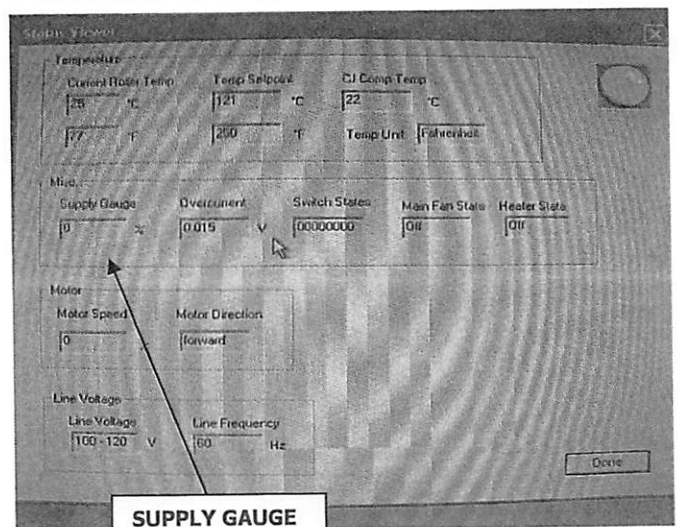 Status Viewer
Temperature
Current Roller Temp Temp Setpoint CJ Comp Temp
25 °C 121 °C 22 °C
77 °F 250 °F Temp Unit Fahrenheit
Misc.
Supply Gauge Overcurrent Switch States Main Fan State Heater State
0 % 0.015 V 00000000 Off Off
Motor
Motor Speed Motor Direction
0 forward
Line Voltage
Line Voltage Line Frequency
100 - 120 V 60 Hz
Done
SUPPLY GAUGE